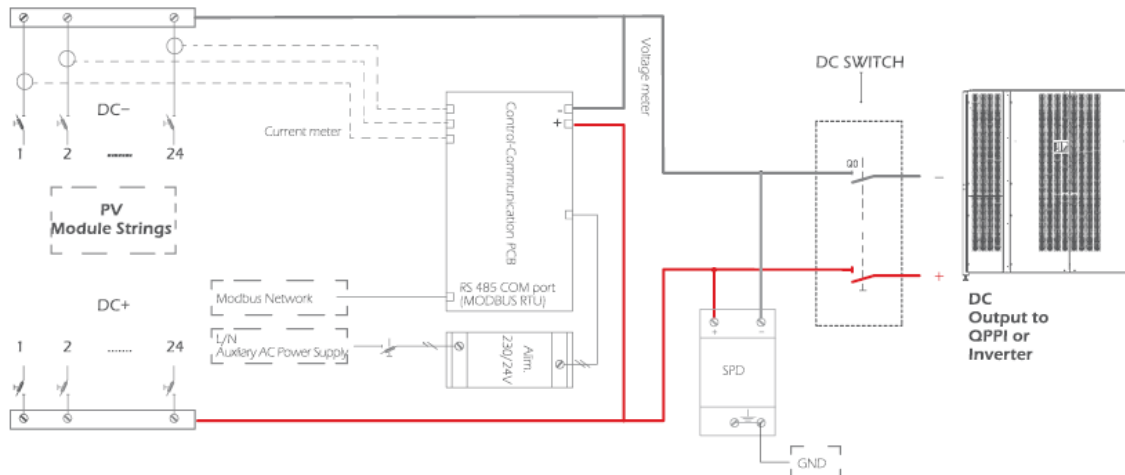 DC-
1 2 ........ 24
PV
Module Strings
DC+
1 2 ....... 24
Current meter
Modbus Network
L/N
Auxiliary AC Power Supply
Control-Communication PCB
-
+
RS 485 COM port
(MODBUS RTU)
Alim.
230/24V
Voltage meter
DC SWITCH
Q0
-
+
+ -
SPD
GND
DC
Output to
QPPI or
Inverter